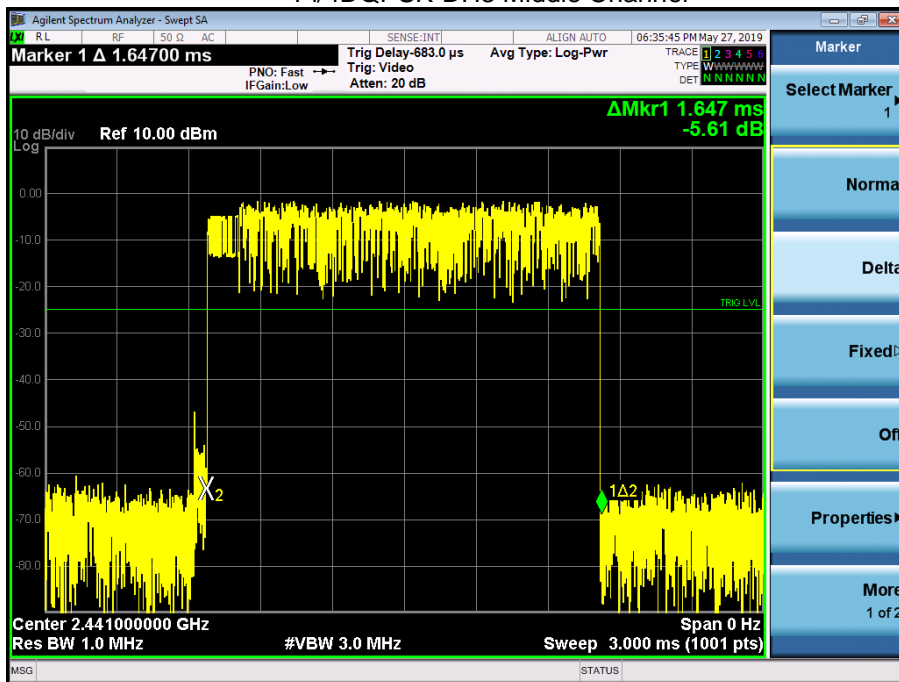 Agilent Spectrum Analyzer - Swept SA
LXI RL RF 50 Ω AC SENSE:INT ALIGN AUTO 06:35:45 PM May 27, 2019
Marker 1 Δ 1.64700 ms
PNO: Fast
IFGain:Low
Trig Delay-683.0 µs
Trig: Video
Atten: 20 dB
Avg Type: Log-Pwr
TRACE 1 2 3 4 5 6
TYPE WWWWWW
DET N N N N N N
ΔMkr1 1.647 ms
-5.61 dB
10 dB/div Ref 10.00 dBm
Log
0.00
-10.0
-20.0
TRIG LVL
-30.0
-40.0
-50.0
-60.0
2
1Δ2
-70.0
-80.0
Center 2.441000000 GHz Span 0 Hz
Res BW 1.0 MHz #VBW 3.0 MHz Sweep 3.000 ms (1001 pts)
MSG STATUS
Marker
Select Marker
1
Norma
Delta
Fixed
Off
Properties
More
1 of 2